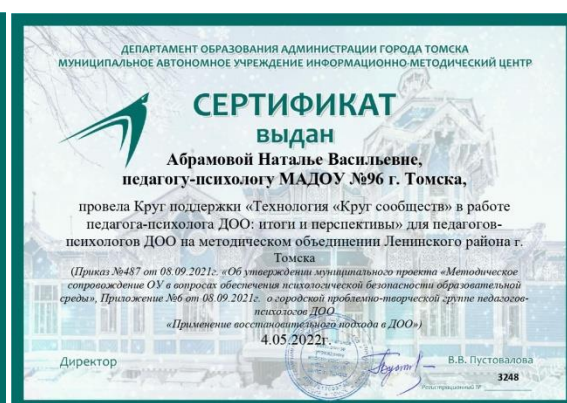 ДЕПАРТАМЕНТ ОБРАЗОВАНИЯ АДМИНИСТРАЦИИ ГОРОДА ТОМСКА
МУНИЦИПАЛЬНОЕ АВТОНОМНОЕ УЧРЕЖДЕНИЕ ИНФОРМАЦИОННО-МЕТОДИЧЕСКИЙ ЦЕНТР
СЕРТИФИКАТ
выдан
Абрамовой Наталье Васильевне,
педагогу-психологу МАДОУ №96 г. Томска,
провела Круг поддержки «Технология «Круг сообществ» в работе
педагога-психолога ДОО: итоги и перспективы» для педагогов-
психологов ДОО на методическом объединении Ленинского района г.
Томска
(Приказ №487 от 08.09.2021г. «Об утверждении муниципального проекта «Методическое
сопровождение ОУ в вопросах обеспечения психологической безопасности образовательной
среды», Приложение №6 от 08.09.2021г. о городской проблемно-творческой группе педагогов-
психологов ДОО
«Применение восстановительного подхода в ДОО»)
4.05.2022г.
Директор
В.В. Пустовалова
3248
Регистрационный №